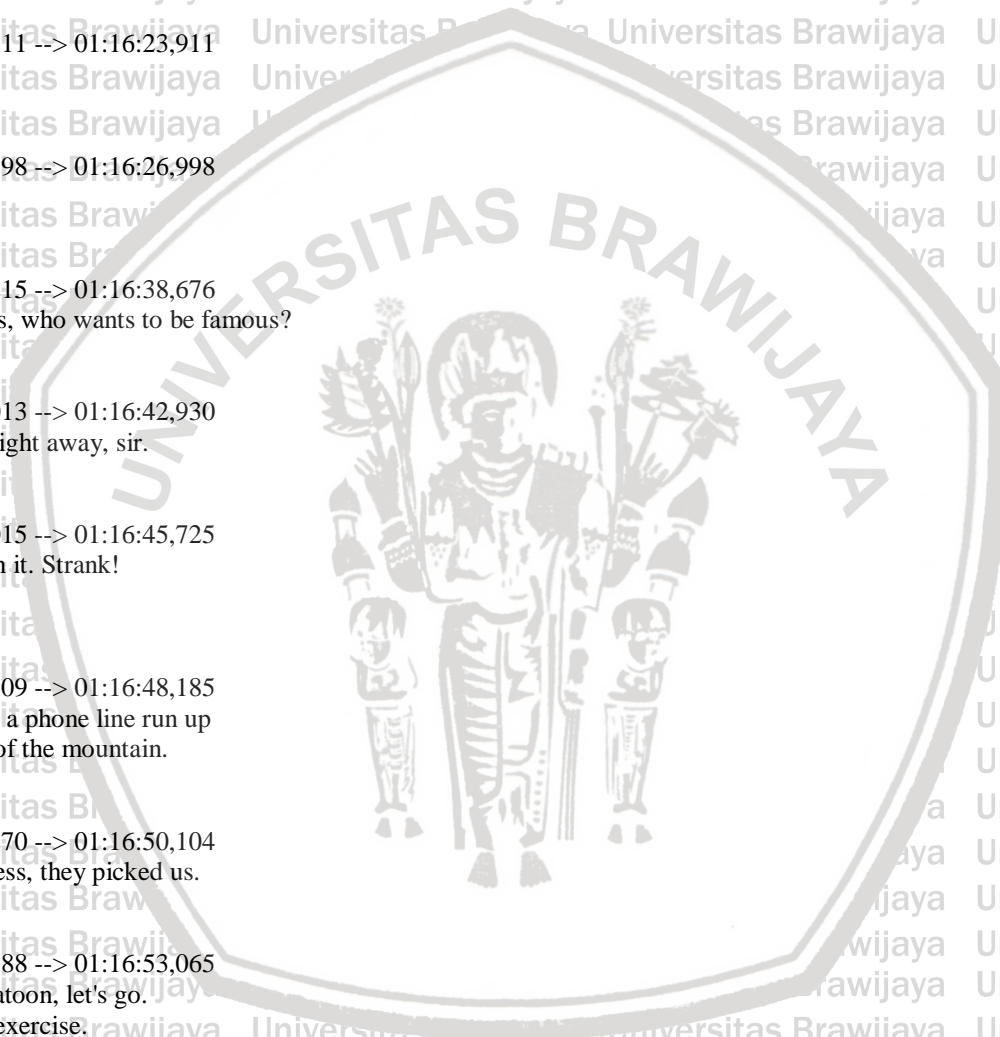 11 --> 01:16:23,911
98 --> 01:16:26,998
15 --> 01:16:38,676
s, who wants to be famous?
13 --> 01:16:42,930
ight away, sir.
15 --> 01:16:45,725
n it. Strank!
09 --> 01:16:48,185
a phone line run up
of the mountain.
70 --> 01:16:50,104
ess, they picked us.
88 --> 01:16:53,065
atoon, let's go.
exercise.
UNIVERSITAS BRAWIJAYA